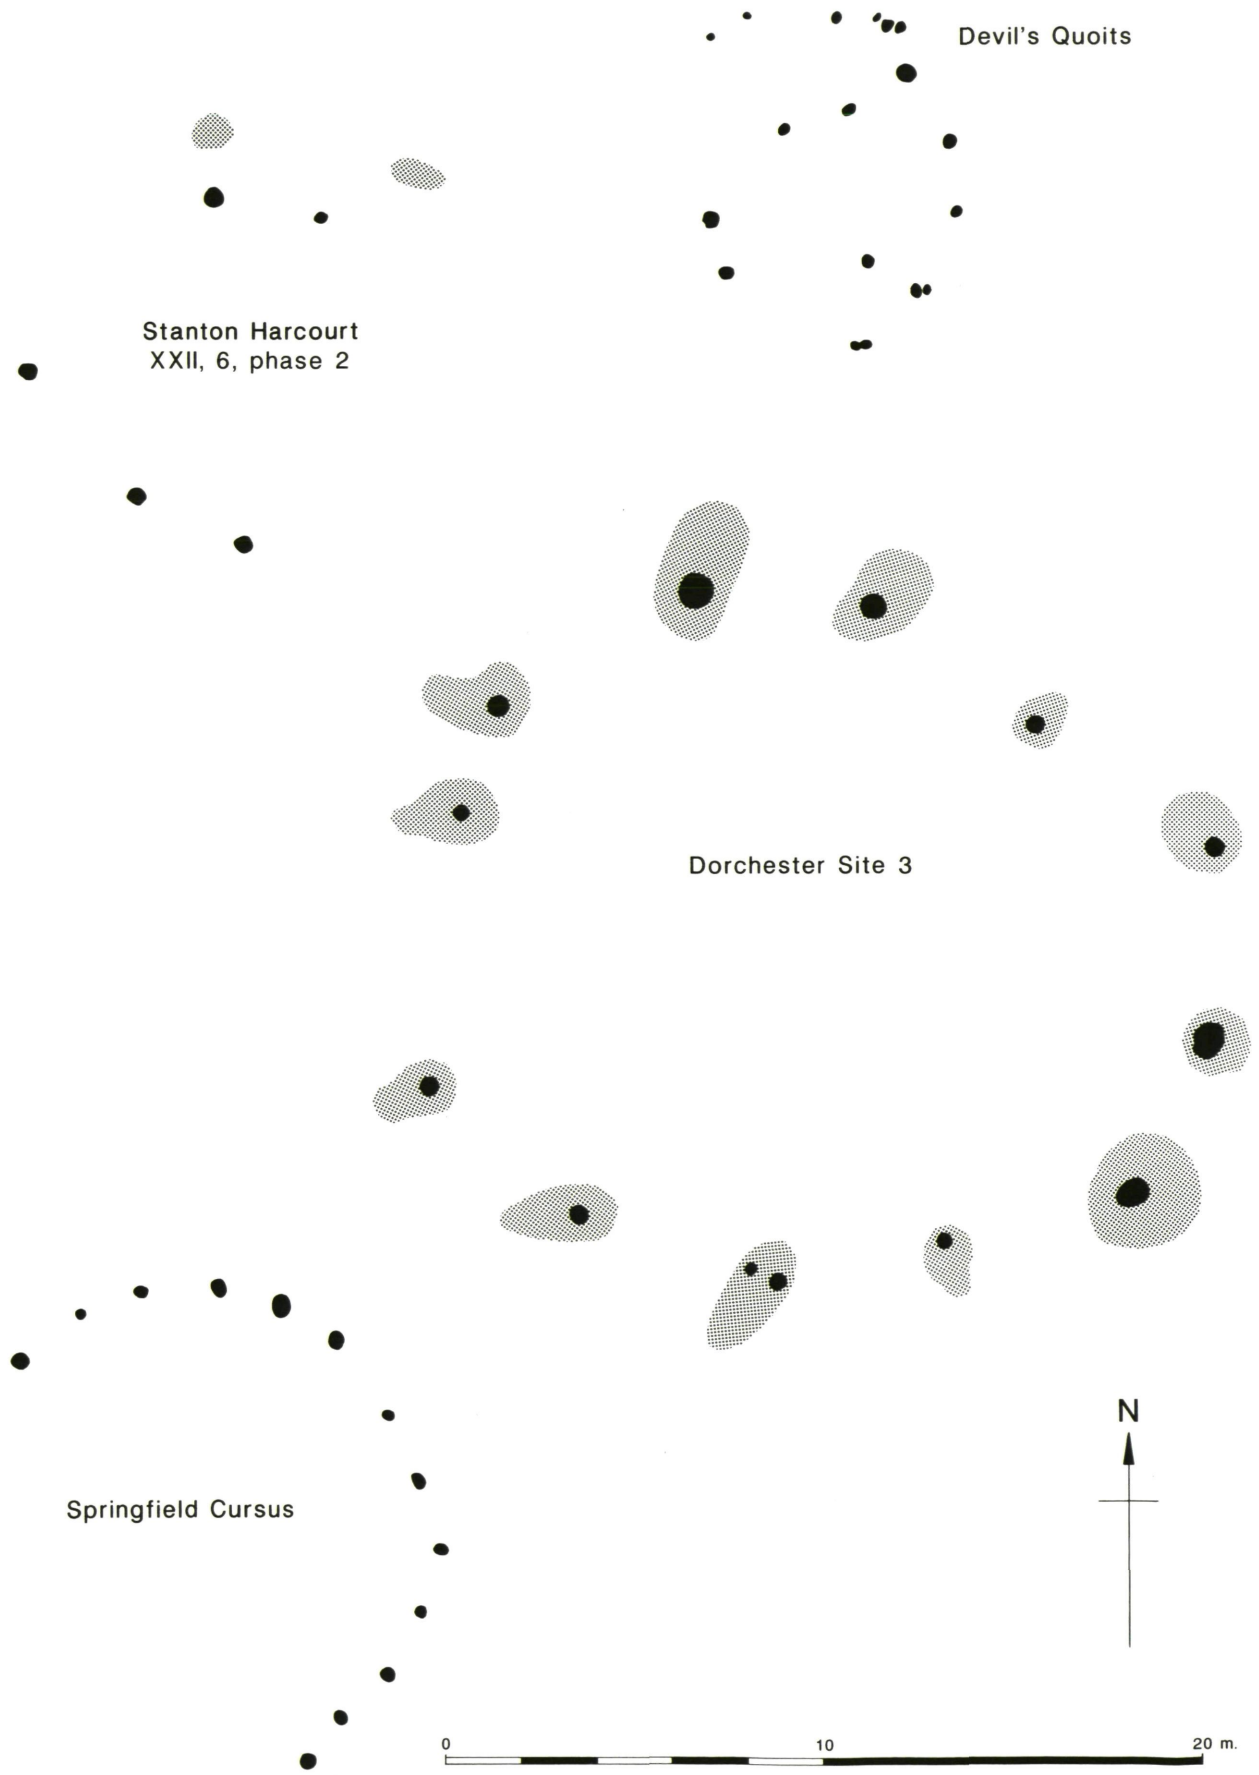 Devil's Quoits
Stanton Harcourt
XXII, 6, phase 2
Dorchester Site 3
N
Springfield Cursus
0 10 20 m.